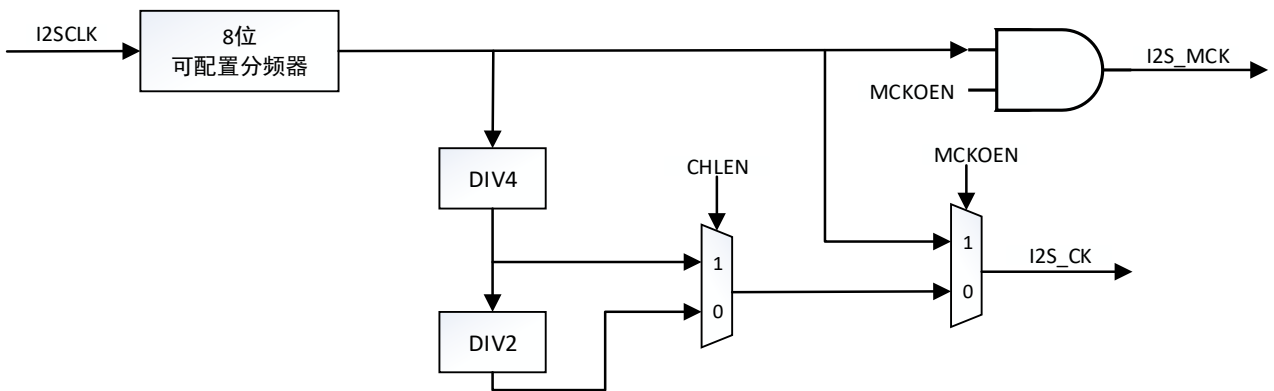 I2SCLK
8位
可配置分频器
I2S_MCK
MCKOEN
DIV4
CHLEN
MCKOEN
1
0
1
0
I2S_CK
DIV2